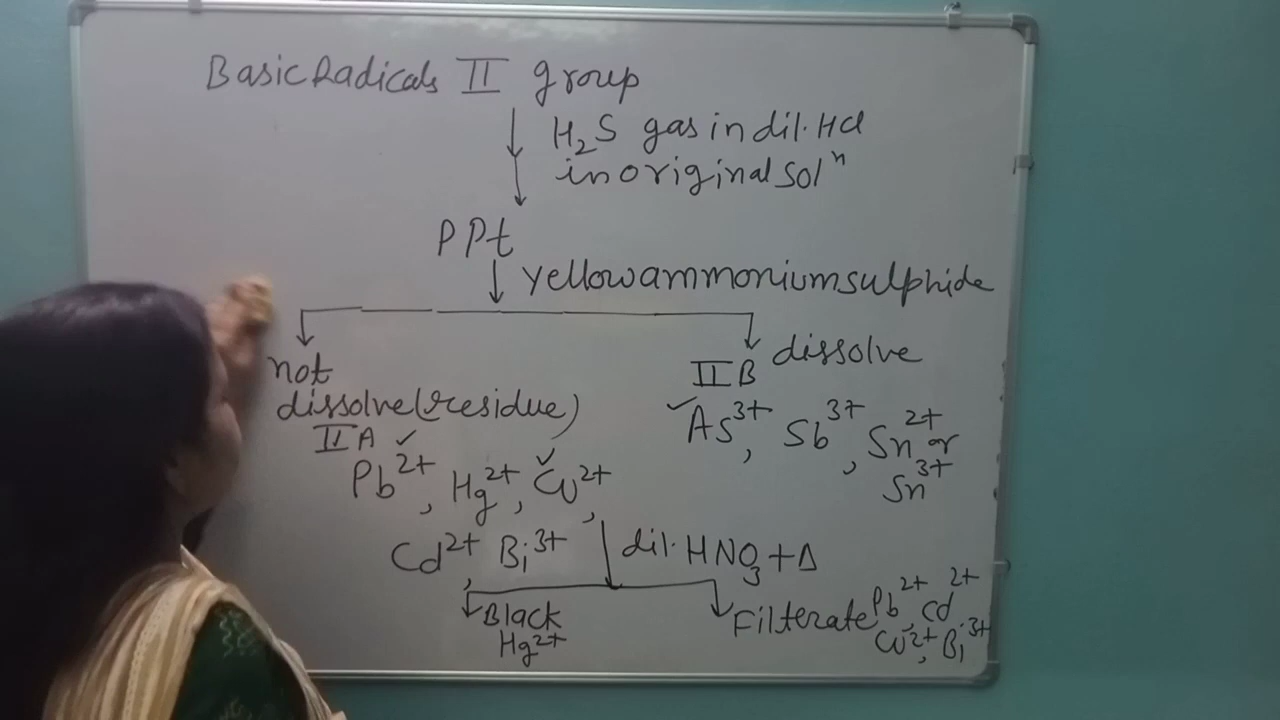 Basic Radicals II group
H₂S gas in dil. HCl
in original Solⁿ
PPt
yellow ammonium sulphide
not
dissolve (residue)
IIA ✓
Pb²⁺, Hg²⁺, Cu²⁺,
Cd²⁺, Bi³⁺
dissolve
IIB
✓ As³⁺, Sb³⁺, Sn²⁺ or
Sn³⁺
dil. HNO₃ + Δ
Black
Hg²⁺
Filterate Pb²⁺, Cd²⁺
Cu²⁺, Bi³⁺